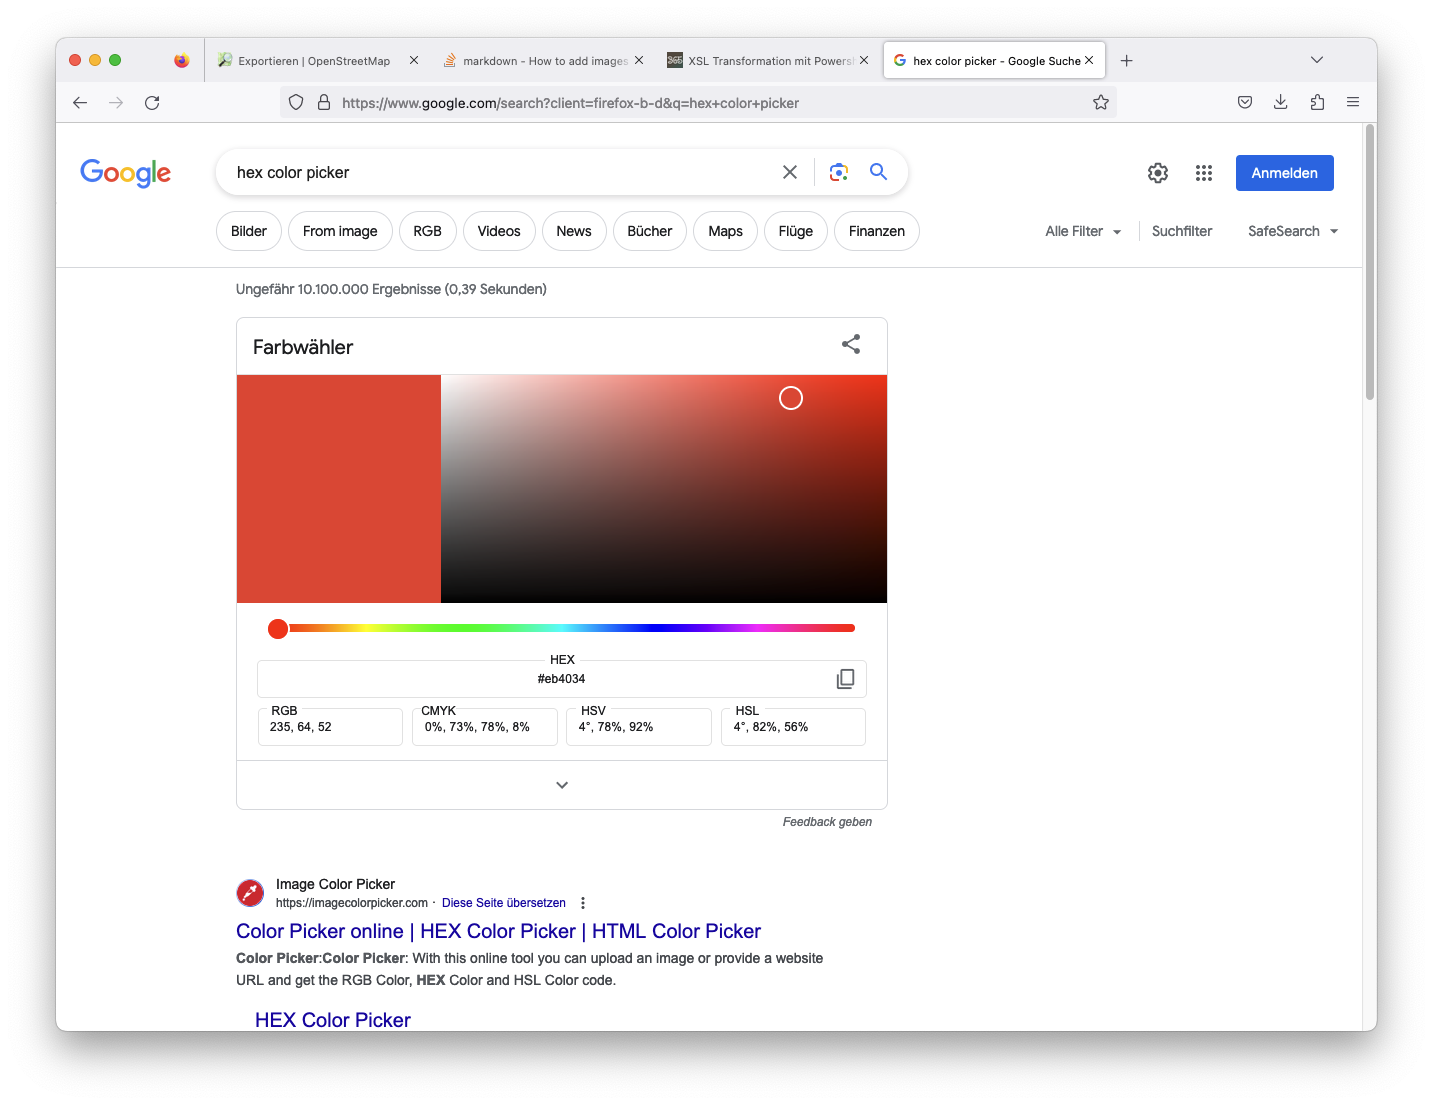 Exportieren | OpenStreetMap
markdown - How to add images
XSL Transformation mit Powers
hex color picker - Google Suche
https://www.google.com/search?client=firefox-b-d&q=hex+color+picker
Google
hex color picker
Anmelden
Bilder
From image
RGB
Videos
News
Bücher
Maps
Flüge
Finanzen
Alle Filter
Suchfilter
SafeSearch
Ungefähr 10.100.000 Ergebnisse (0,39 Sekunden)
Farbwähler
HEX
#eb4034
RGB
235, 64, 52
CMYK
0%, 73%, 78%, 8%
HSV
4°, 78%, 92%
HSL
4°, 82%, 56%
Feedback geben
Image Color Picker
https://imagecolorpicker.com · Diese Seite übersetzen
Color Picker online | HEX Color Picker | HTML Color Picker
Color Picker:Color Picker: With this online tool you can upload an image or provide a website
URL and get the RGB Color, HEX Color and HSL Color code.
HEX Color Picker